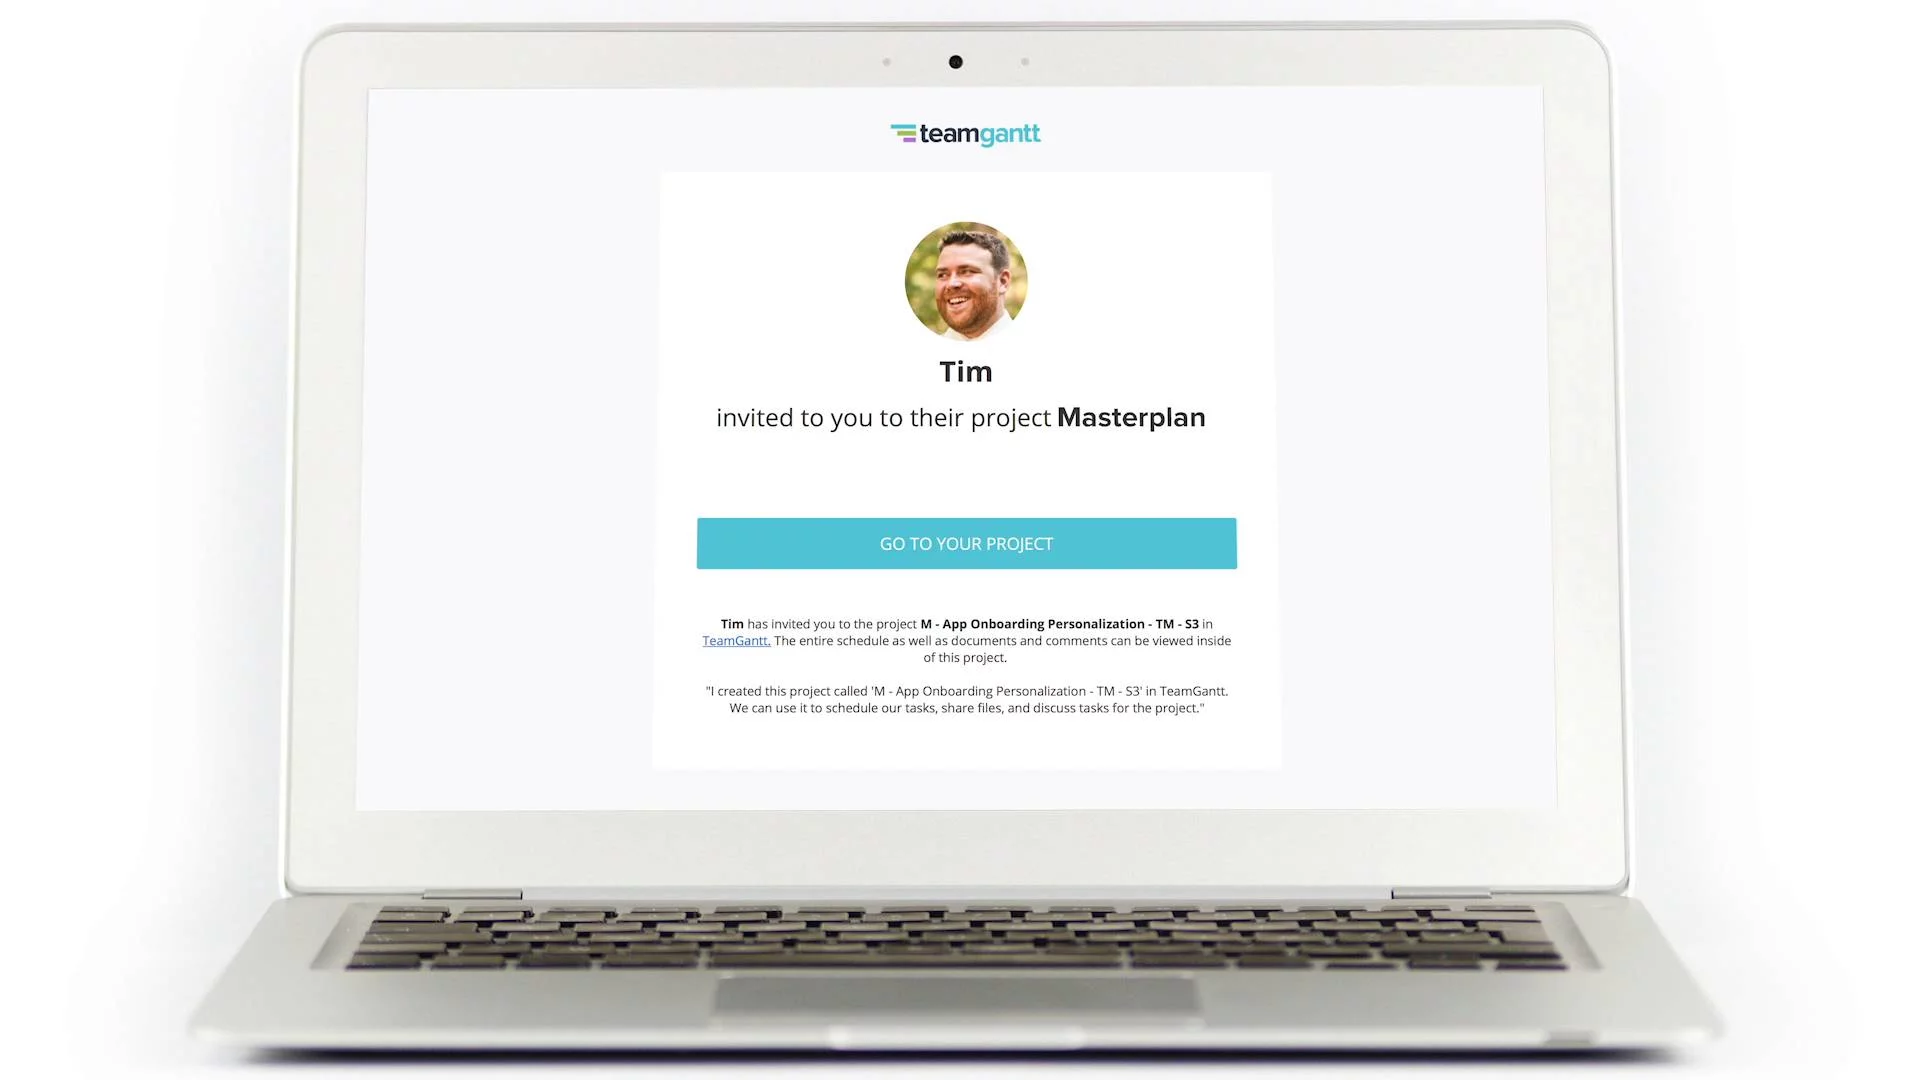 teamgantt
Tim
invited to you to their project Masterplan
GO TO YOUR PROJECT
Tim has invited you to the project M - App Onboarding Personalization - TM - S3 in
TeamGantt. The entire schedule as well as documents and comments can be viewed inside
of this project.
"I created this project called 'M - App Onboarding Personalization - TM - S3' in TeamGantt.
We can use it to schedule our tasks, share files, and discuss tasks for the project."